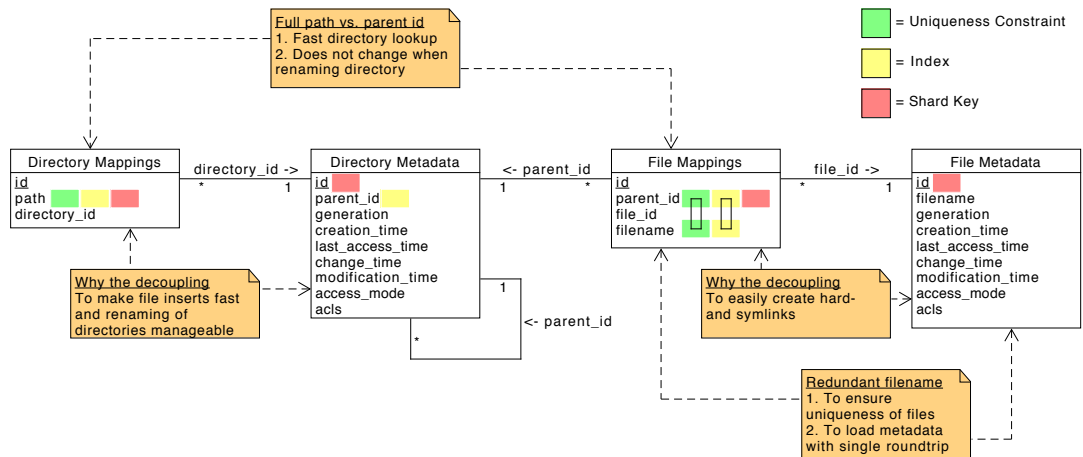 Full path vs. parent id
1. Fast directory lookup
2. Does not change when
renaming directory
= Uniqueness Constraint
= Index
= Shard Key
Directory Mappings
id
path
directory_id
directory_id ->
*
1
Directory Metadata
id
parent_id
generation
creation_time
last_access_time
change_time
modification_time
access_mode
acls
<- parent_id
1
*
File Mappings
id
parent_id
file_id
filename
file_id ->
*
1
File Metadata
id
filename
generation
creation_time
last_access_time
change_time
modification_time
access_mode
acls
Why the decoupling
To make file inserts fast
and renaming of
directories manageable
1
<- parent_id
*
Why the decoupling
To easily create hard-
and symlinks
Redundant filename
1. To ensure
uniqueness of files
2. To load metadata
with single roundtrip